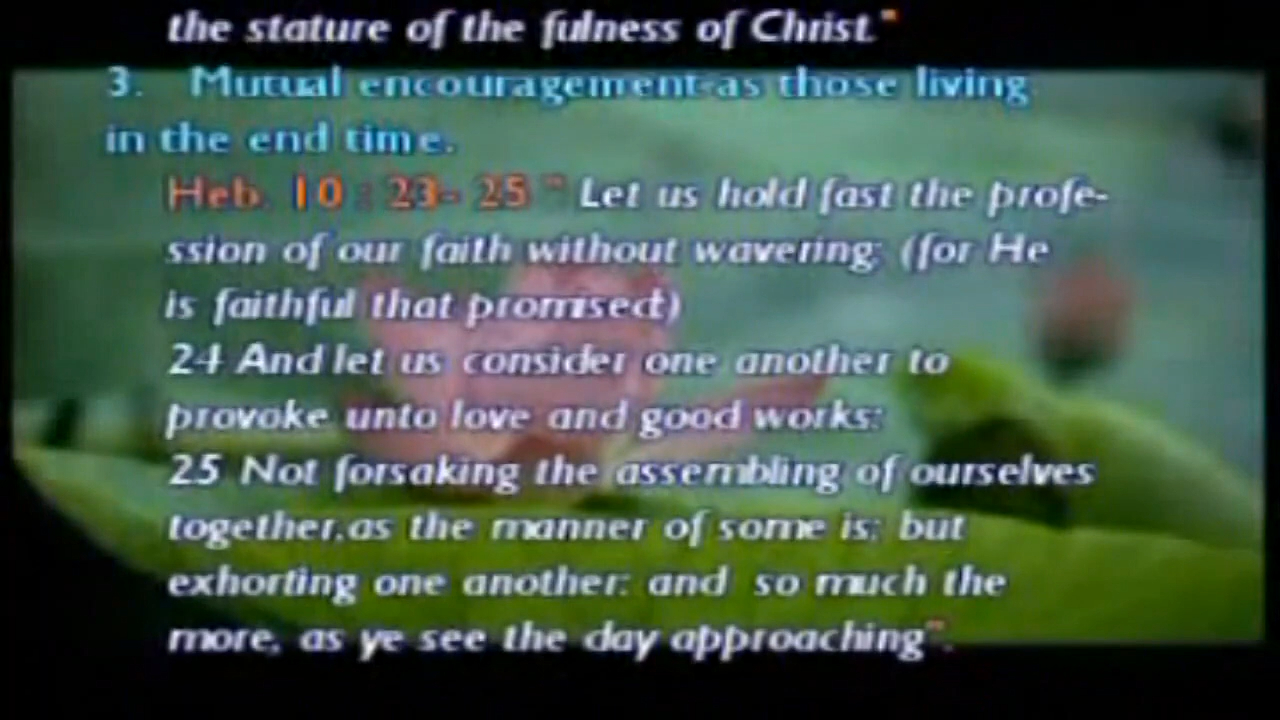 the stature of the fulness of Christ."
3. Mutual encouragement-as those living
in the end time.
Heb. 10 : 23- 25 " Let us hold fast the profe-
ssion of our faith without wavering; (for He
is faithful that promised;)
24 And let us consider one another to
provoke unto love and good works:
25 Not forsaking the assembling of ourselves
together,as the manner of some is; but
exhorting one another: and so much the
more, as ye see the day approaching".